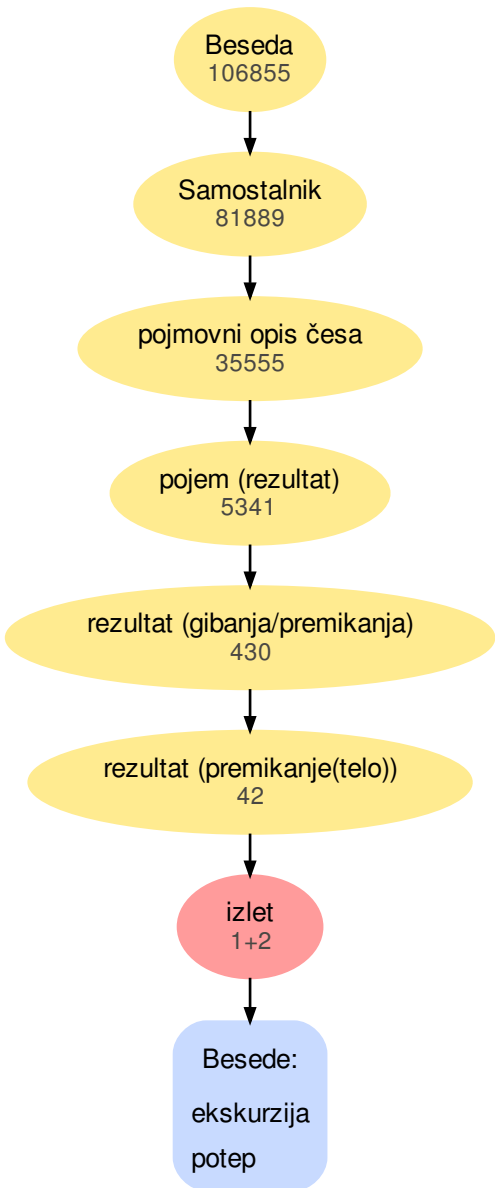 Beseda
106855
Samostalnik
81889
pojmovni opis česa
35555
pojem (rezultat)
5341
rezultat (gibanja/premikanja)
430
rezultat (premikanje(telo))
42
izlet
1+2
Besede:
ekskurzija
potep